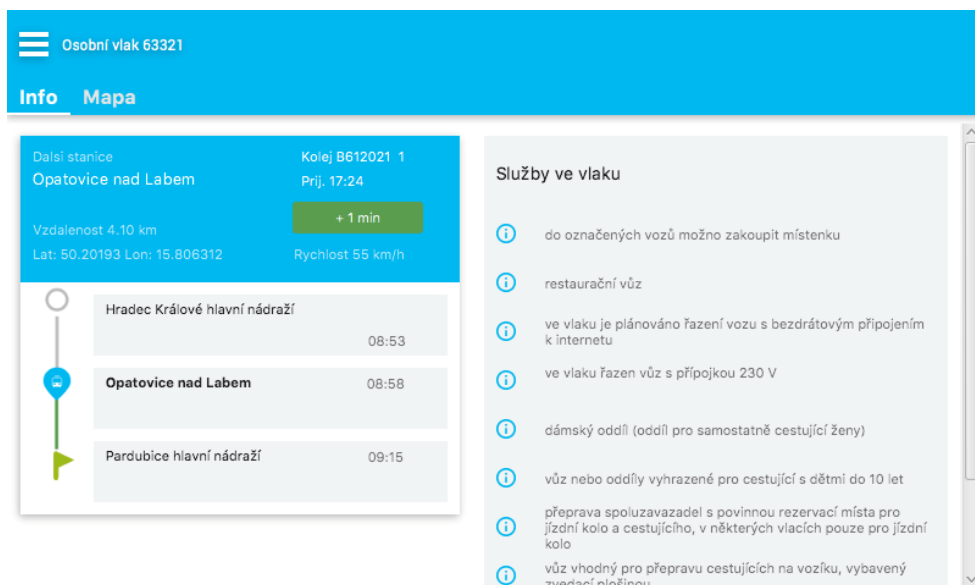 Osobní vlak 63321
Info Mapa
Dalsi stanice
Opatovice nad Labem
Kolej B612021 1
Prij. 17:24
+ 1 min
Vzdalenost 4.10 km
Lat: 50.20193 Lon: 15.806312
Rychlost 55 km/h
Hradec Králové hlavní nádraží
08:53
Opatovice nad Labem 08:58
Pardubice hlavní nádraží 09:15
Služby ve vlaku
do označených vozů možno zakoupit místenku
restaurační vůz
ve vlaku je plánováno řazení vozu s bezdrátovým připojením
k internetu
ve vlaku řazen vůz s přípojkou 230 V
dámský oddíl (oddíl pro samostatně cestující ženy)
vůz nebo oddíly vyhrazené pro cestující s dětmi do 10 let
přeprava spoluzavazadel s povinnou rezervací místa pro
jízdní kolo a cestujícího, v některých vlacích pouze pro jízdní
kolo
vůz vhodný pro přepravu cestujících na vozíku, vybavený
zvedací plošinou